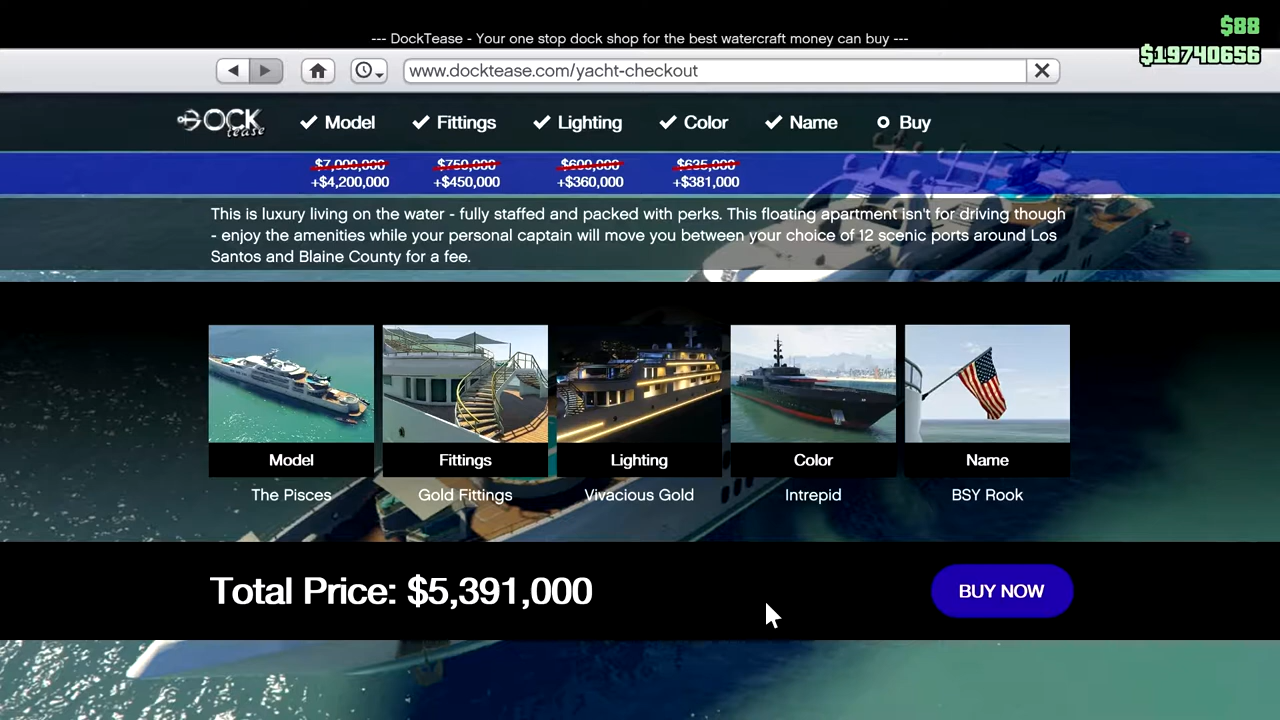 $88
--- DockTease - Your one stop dock shop for the best watercraft money can buy ---
$19740656
www.docktease.com/yacht-checkout
DOCK tease
Model Fittings Lighting Color Name Buy
$7,000,000 $750,000 $600,000 $635,000
+$4,200,000 +$450,000 +$360,000 +$381,000
This is luxury living on the water - fully staffed and packed with perks. This floating apartment isn't for driving though
- enjoy the amenities while your personal captain will move you between your choice of 12 scenic ports around Los
Santos and Blaine County for a fee.
Model Fittings Lighting Color Name
The Pisces Gold Fittings Vivacious Gold Intrepid BSY Rook
Total Price: $5,391,000
BUY NOW